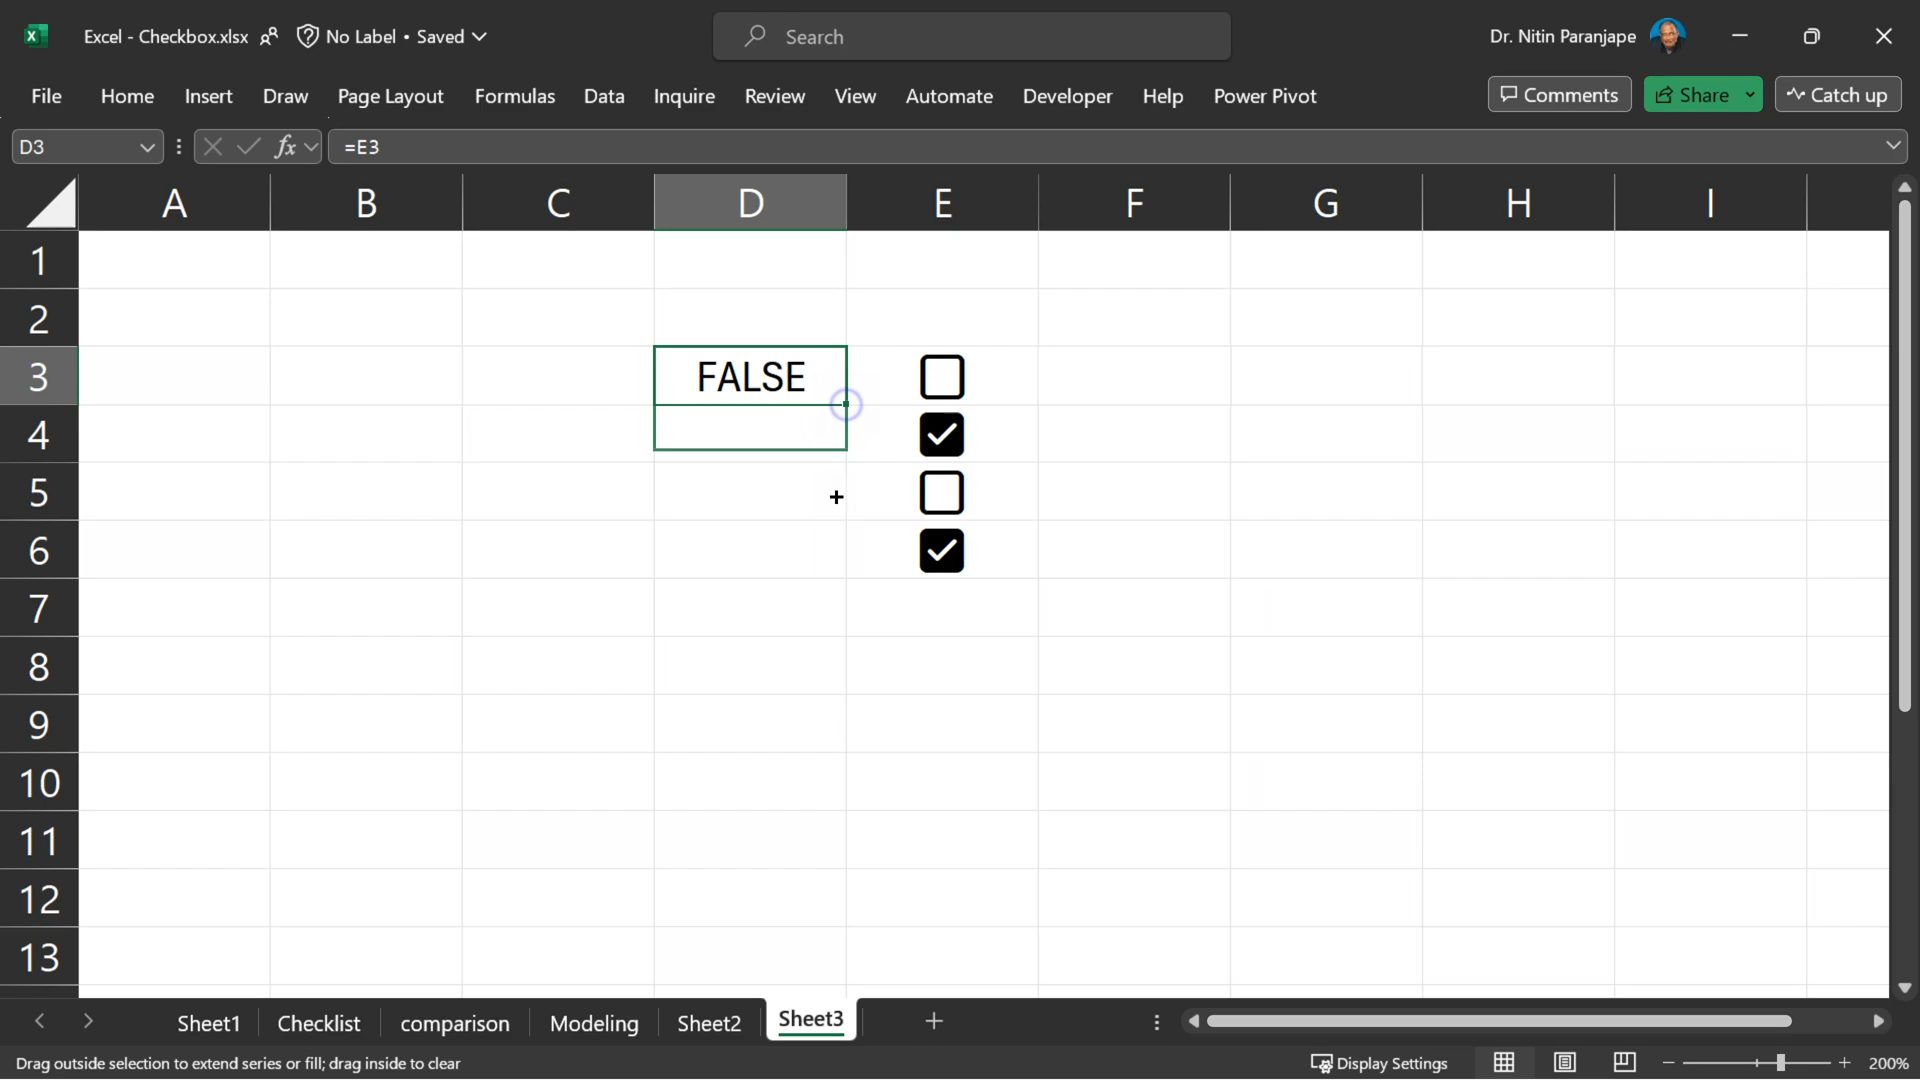 Excel - Checkbox.xlsx No Label • Saved Search Dr. Nitin Paranjape
File Home Insert Draw Page Layout Formulas Data Inquire Review View Automate Developer Help Power Pivot Comments Share Catch up
D3 fx =E3
A B C D E F G H I
1
2
3 FALSE
4
5
6
7
8
9
10
11
12
13
Sheet1 Checklist comparison Modeling Sheet2 Sheet3
Drag outside selection to extend series or fill; drag inside to clear Display Settings 200%